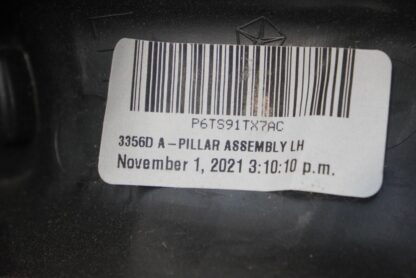 P6TS91TX7AC
3356D A-PILLAR ASSEMBLY LH
November 1, 2021 3:10:10 p.m.